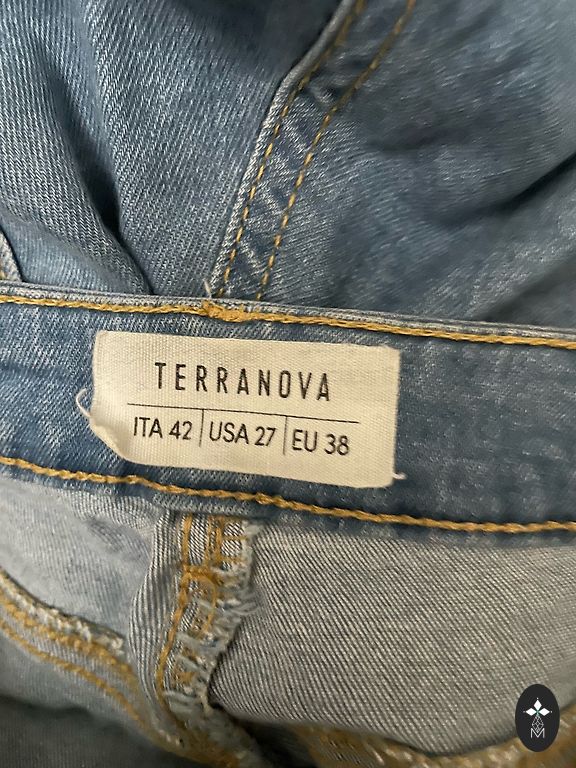 TERRANOVA
ITA 42 | USA 27 | EU 38